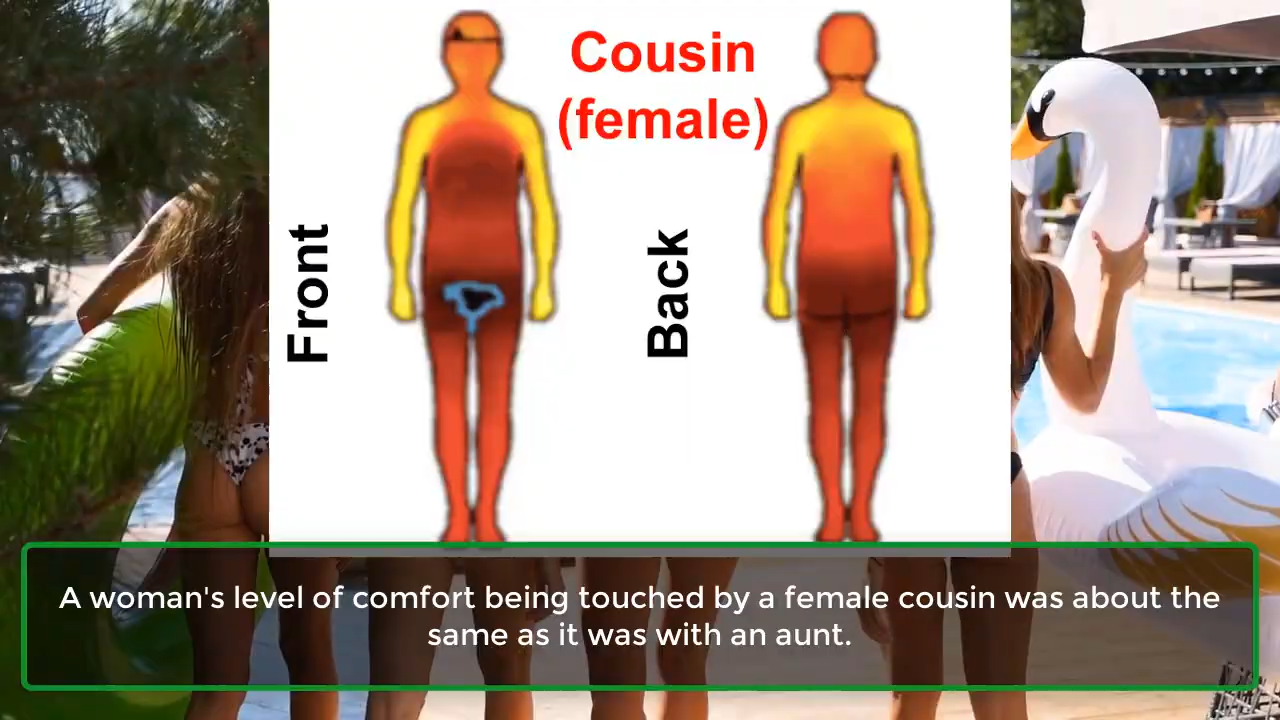 Cousin
(female)
Front
Back
A woman's level of comfort being touched by a female cousin was about the
same as it was with an aunt.